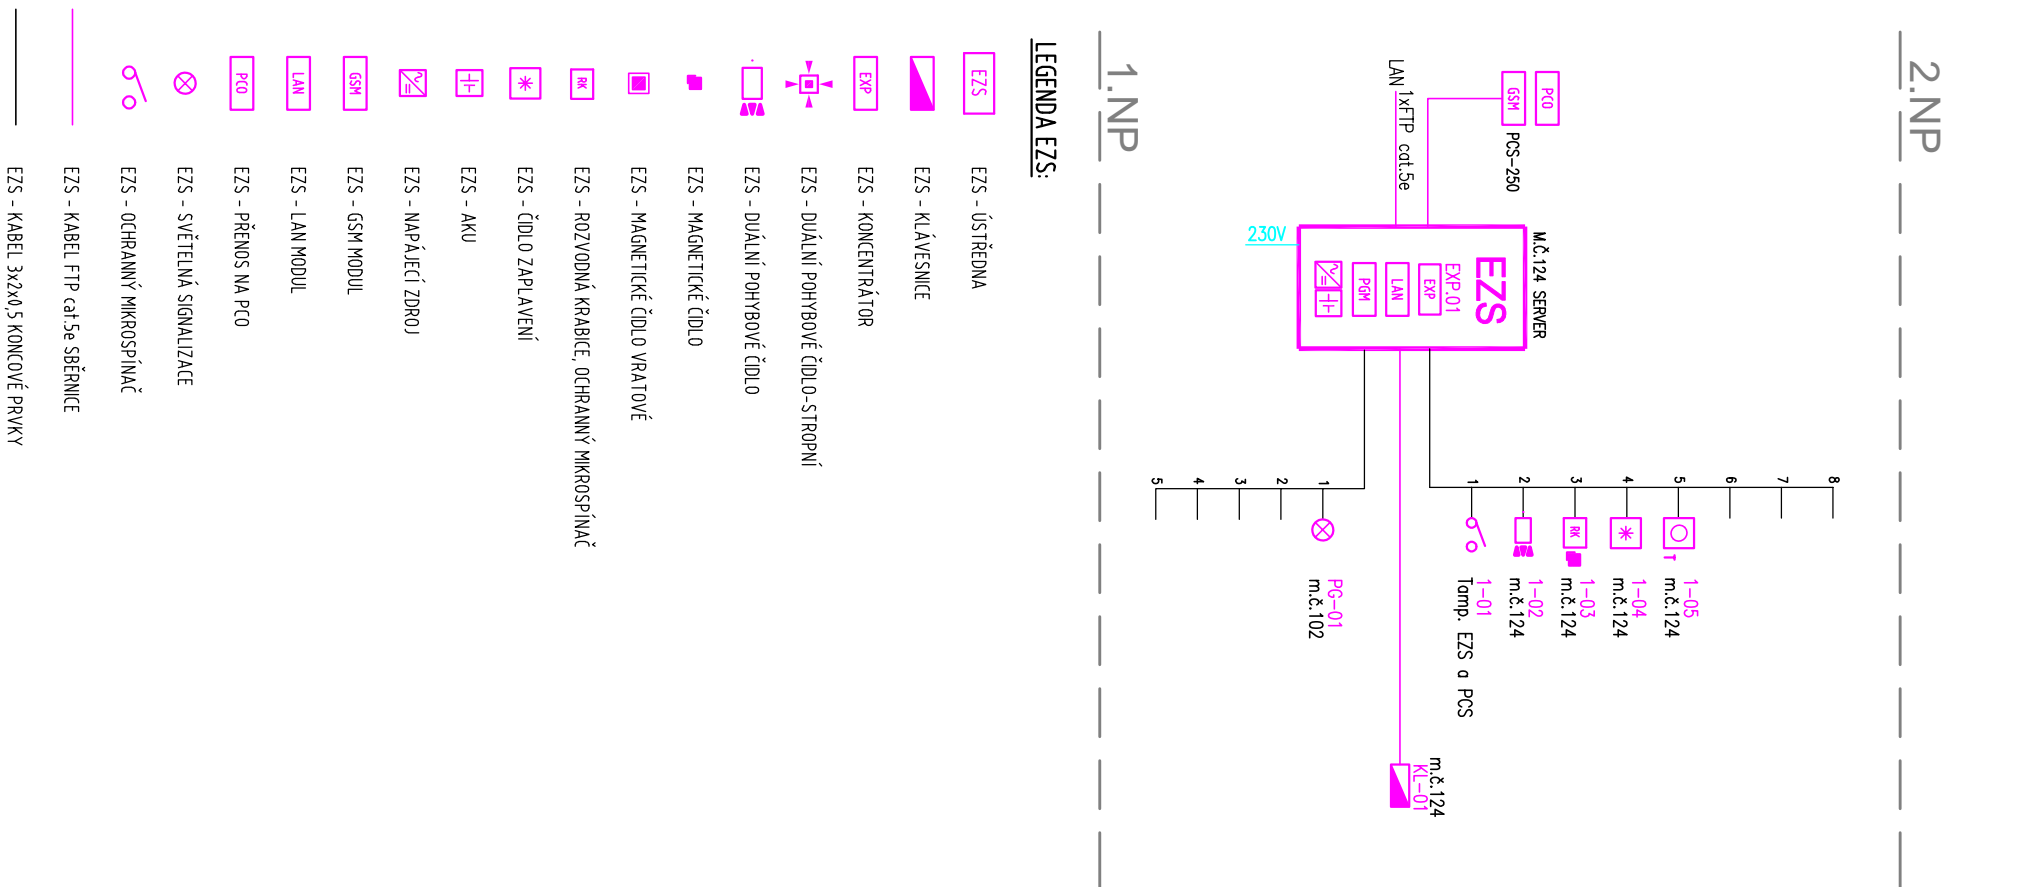 2.NP
PCO
GSM
PCS-250
LAN
1xFTP cat.5e
M.Č.124 SERVER
230V
EZS
EXP.01
EXP
LAN
PGM
8
7
6
5
4
3
2
1
1-05
m.č.124
1-04
m.č.124
1-03
m.č.124
RK
1-02
m.č.124
1-01
Tamp. EZS a PCS
1
2
3
4
5
PG-01
m.č.102
m.č.124
KL-01
1.NP
LEGENDA EZS:
EZS EZS - ÚSTŘEDNA
EZS - KLÁVESNICE
EXP EZS - KONCENTRÁTOR
EZS - DUÁLNÍ POHYBOVÉ ČIDLO-STROPNÍ
EZS - DUÁLNÍ POHYBOVÉ ČIDLO
EZS - MAGNETICKÉ ČIDLO
EZS - MAGNETICKÉ ČIDLO VRATOVÉ
RK EZS - ROZVODNÁ KRABICE, OCHRANNÝ MIKROSPÍNAČ
EZS - ČIDLO ZAPLAVENÍ
EZS - AKU
EZS - NAPÁJECÍ ZDROJ
GSM EZS - GSM MODUL
LAN EZS - LAN MODUL
PCO EZS - PŘENOS NA PCO
EZS - SVĚTELNÁ SIGNALIZACE
EZS - OCHRANNÝ MIKROSPÍNAČ
EZS - KABEL FTP cat.5e SBĚRNICE
EZS - KABEL 3x2x0,5 KONCOVÉ PRVKY